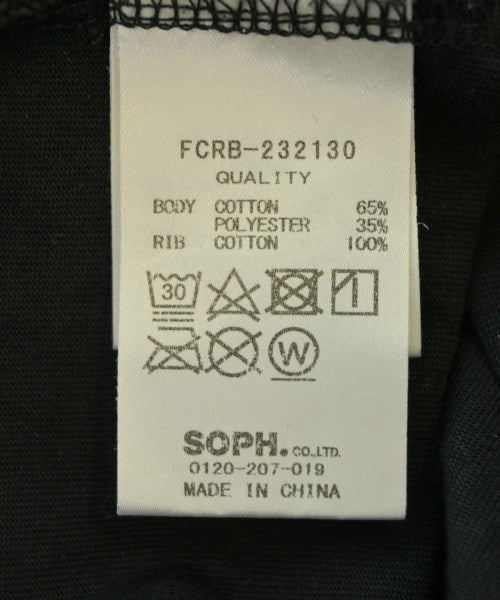 FCRB-232130
QUALITY
BODY COTTON 65%
POLYESTER 35%
RIB COTTON 100%
30
W
SOPH. CO.,LTD.
0120-207-019
MADE IN CHINA